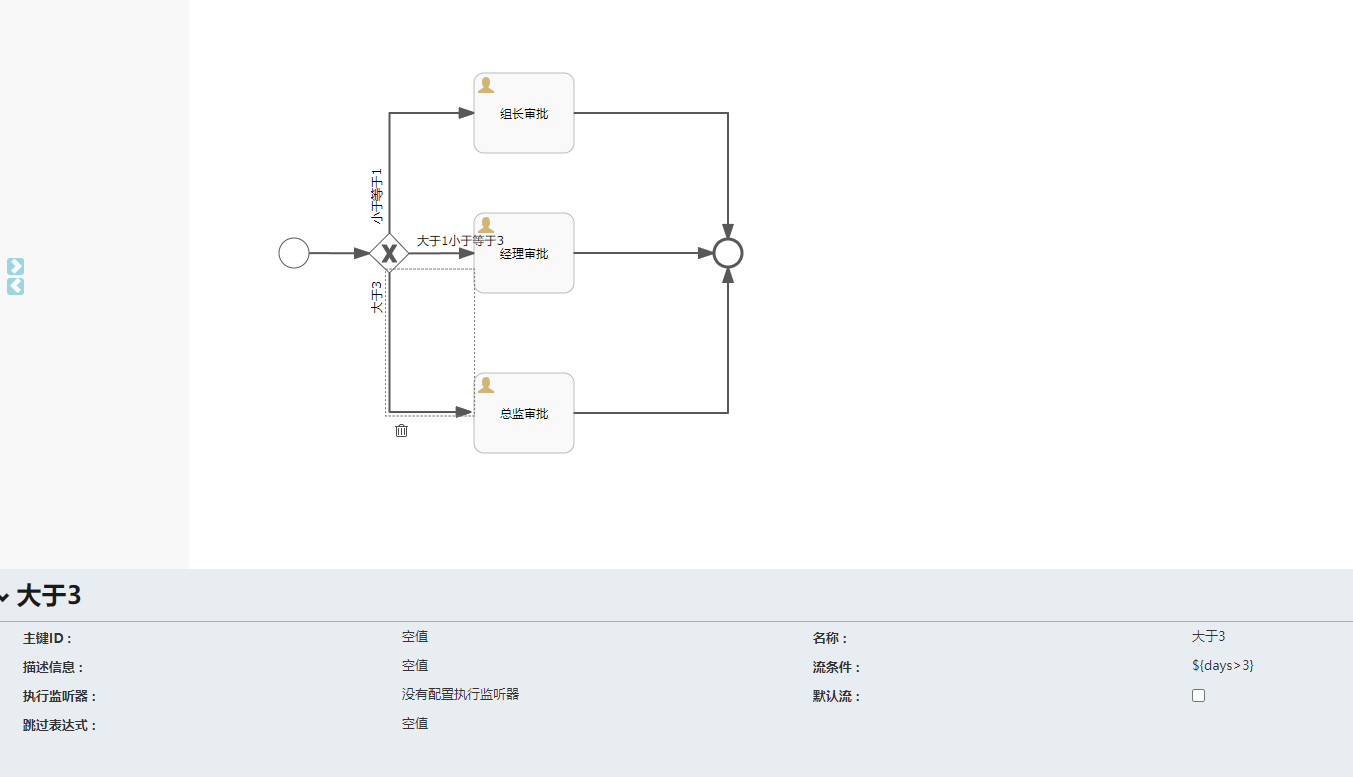 组长审批
小于等于1
大于1小于等于3
经理审批
大于3
总监审批
大于3
主键ID :
空值
名称 :
大于3
描述信息 :
空值
流条件 :
${days>3}
执行监听器 :
没有配置执行监听器
默认流 :
跳过表达式 :
空值